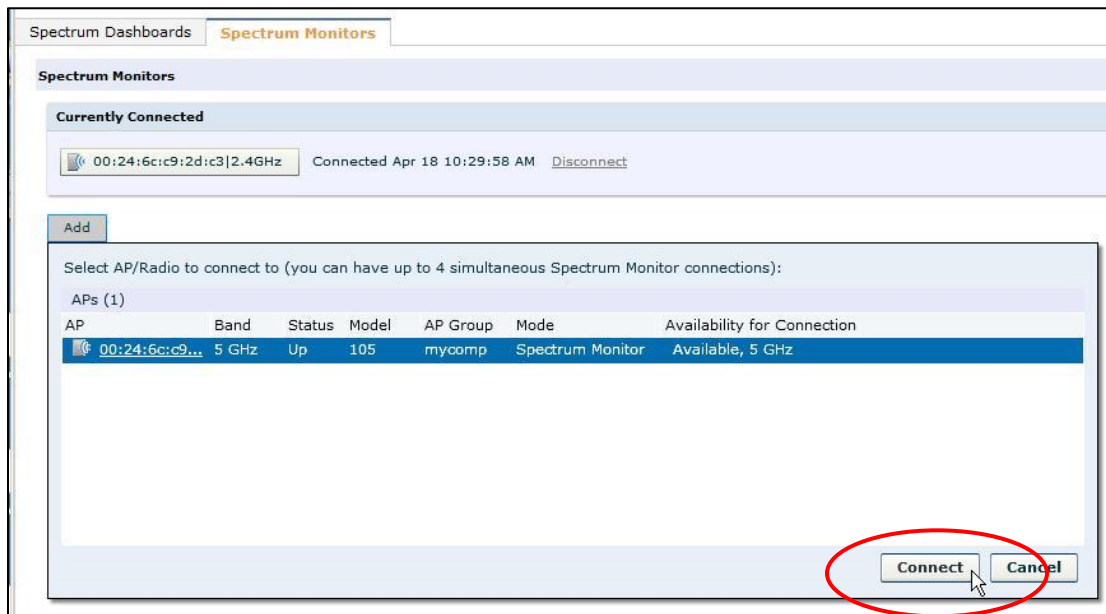 Spectrum Dashboards Spectrum Monitors
Spectrum Monitors
Currently Connected
00:24:6c:c9:2d:c3|2.4GHz Connected Apr 18 10:29:58 AM Disconnect
Add
Select AP/Radio to connect to (you can have up to 4 simultaneous Spectrum Monitor connections):
APs (1)
AP Band Status Model AP Group Mode Availability for Connection
00:24:6c:c9... 5 GHz Up 105 mycomp Spectrum Monitor Available, 5 GHz
Connect Cancel